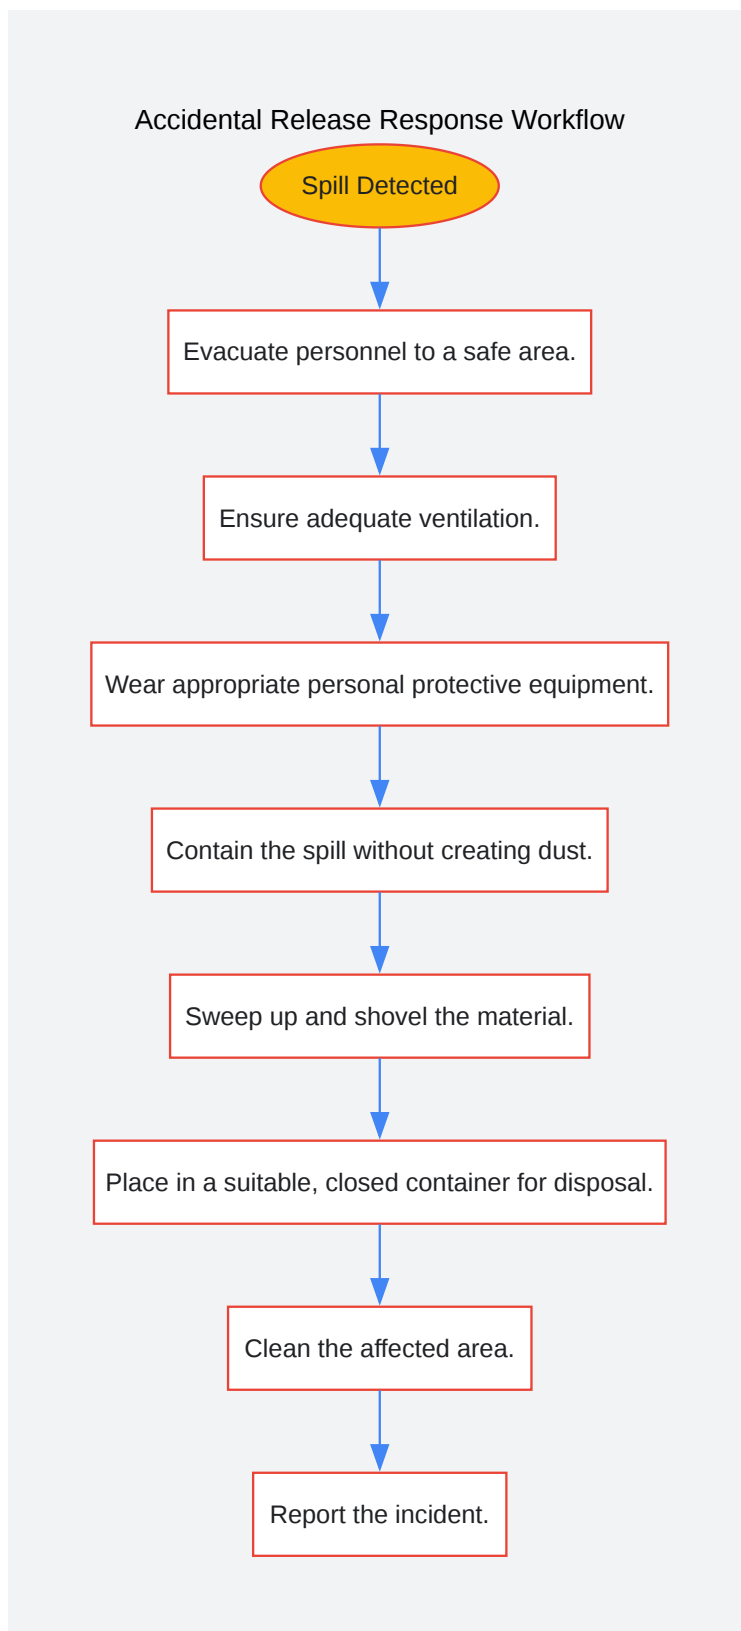 Accidental Release Response Workflow
Spill Detected
Evacuate personnel to a safe area.
Ensure adequate ventilation.
Wear appropriate personal protective equipment.
Contain the spill without creating dust.
Sweep up and shovel the material.
Place in a suitable, closed container for disposal.
Clean the affected area.
Report the incident.